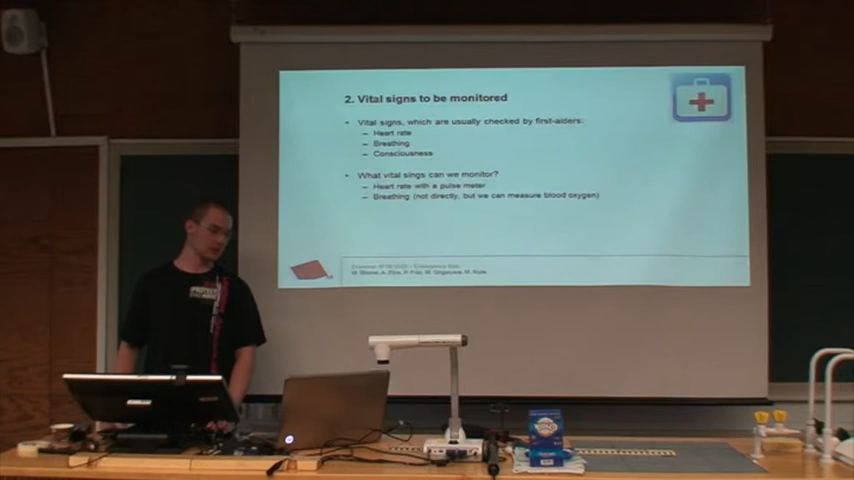 2. Vital signs to be monitored
• Vital signs, which are usually checked by first-aiders:
– Heart rate
– Breathing
– Consciousness
• What vital sings can we monitor?
– Heart rate with a pulse meter
– Breathing (not directly, but we can measure blood oxygen)